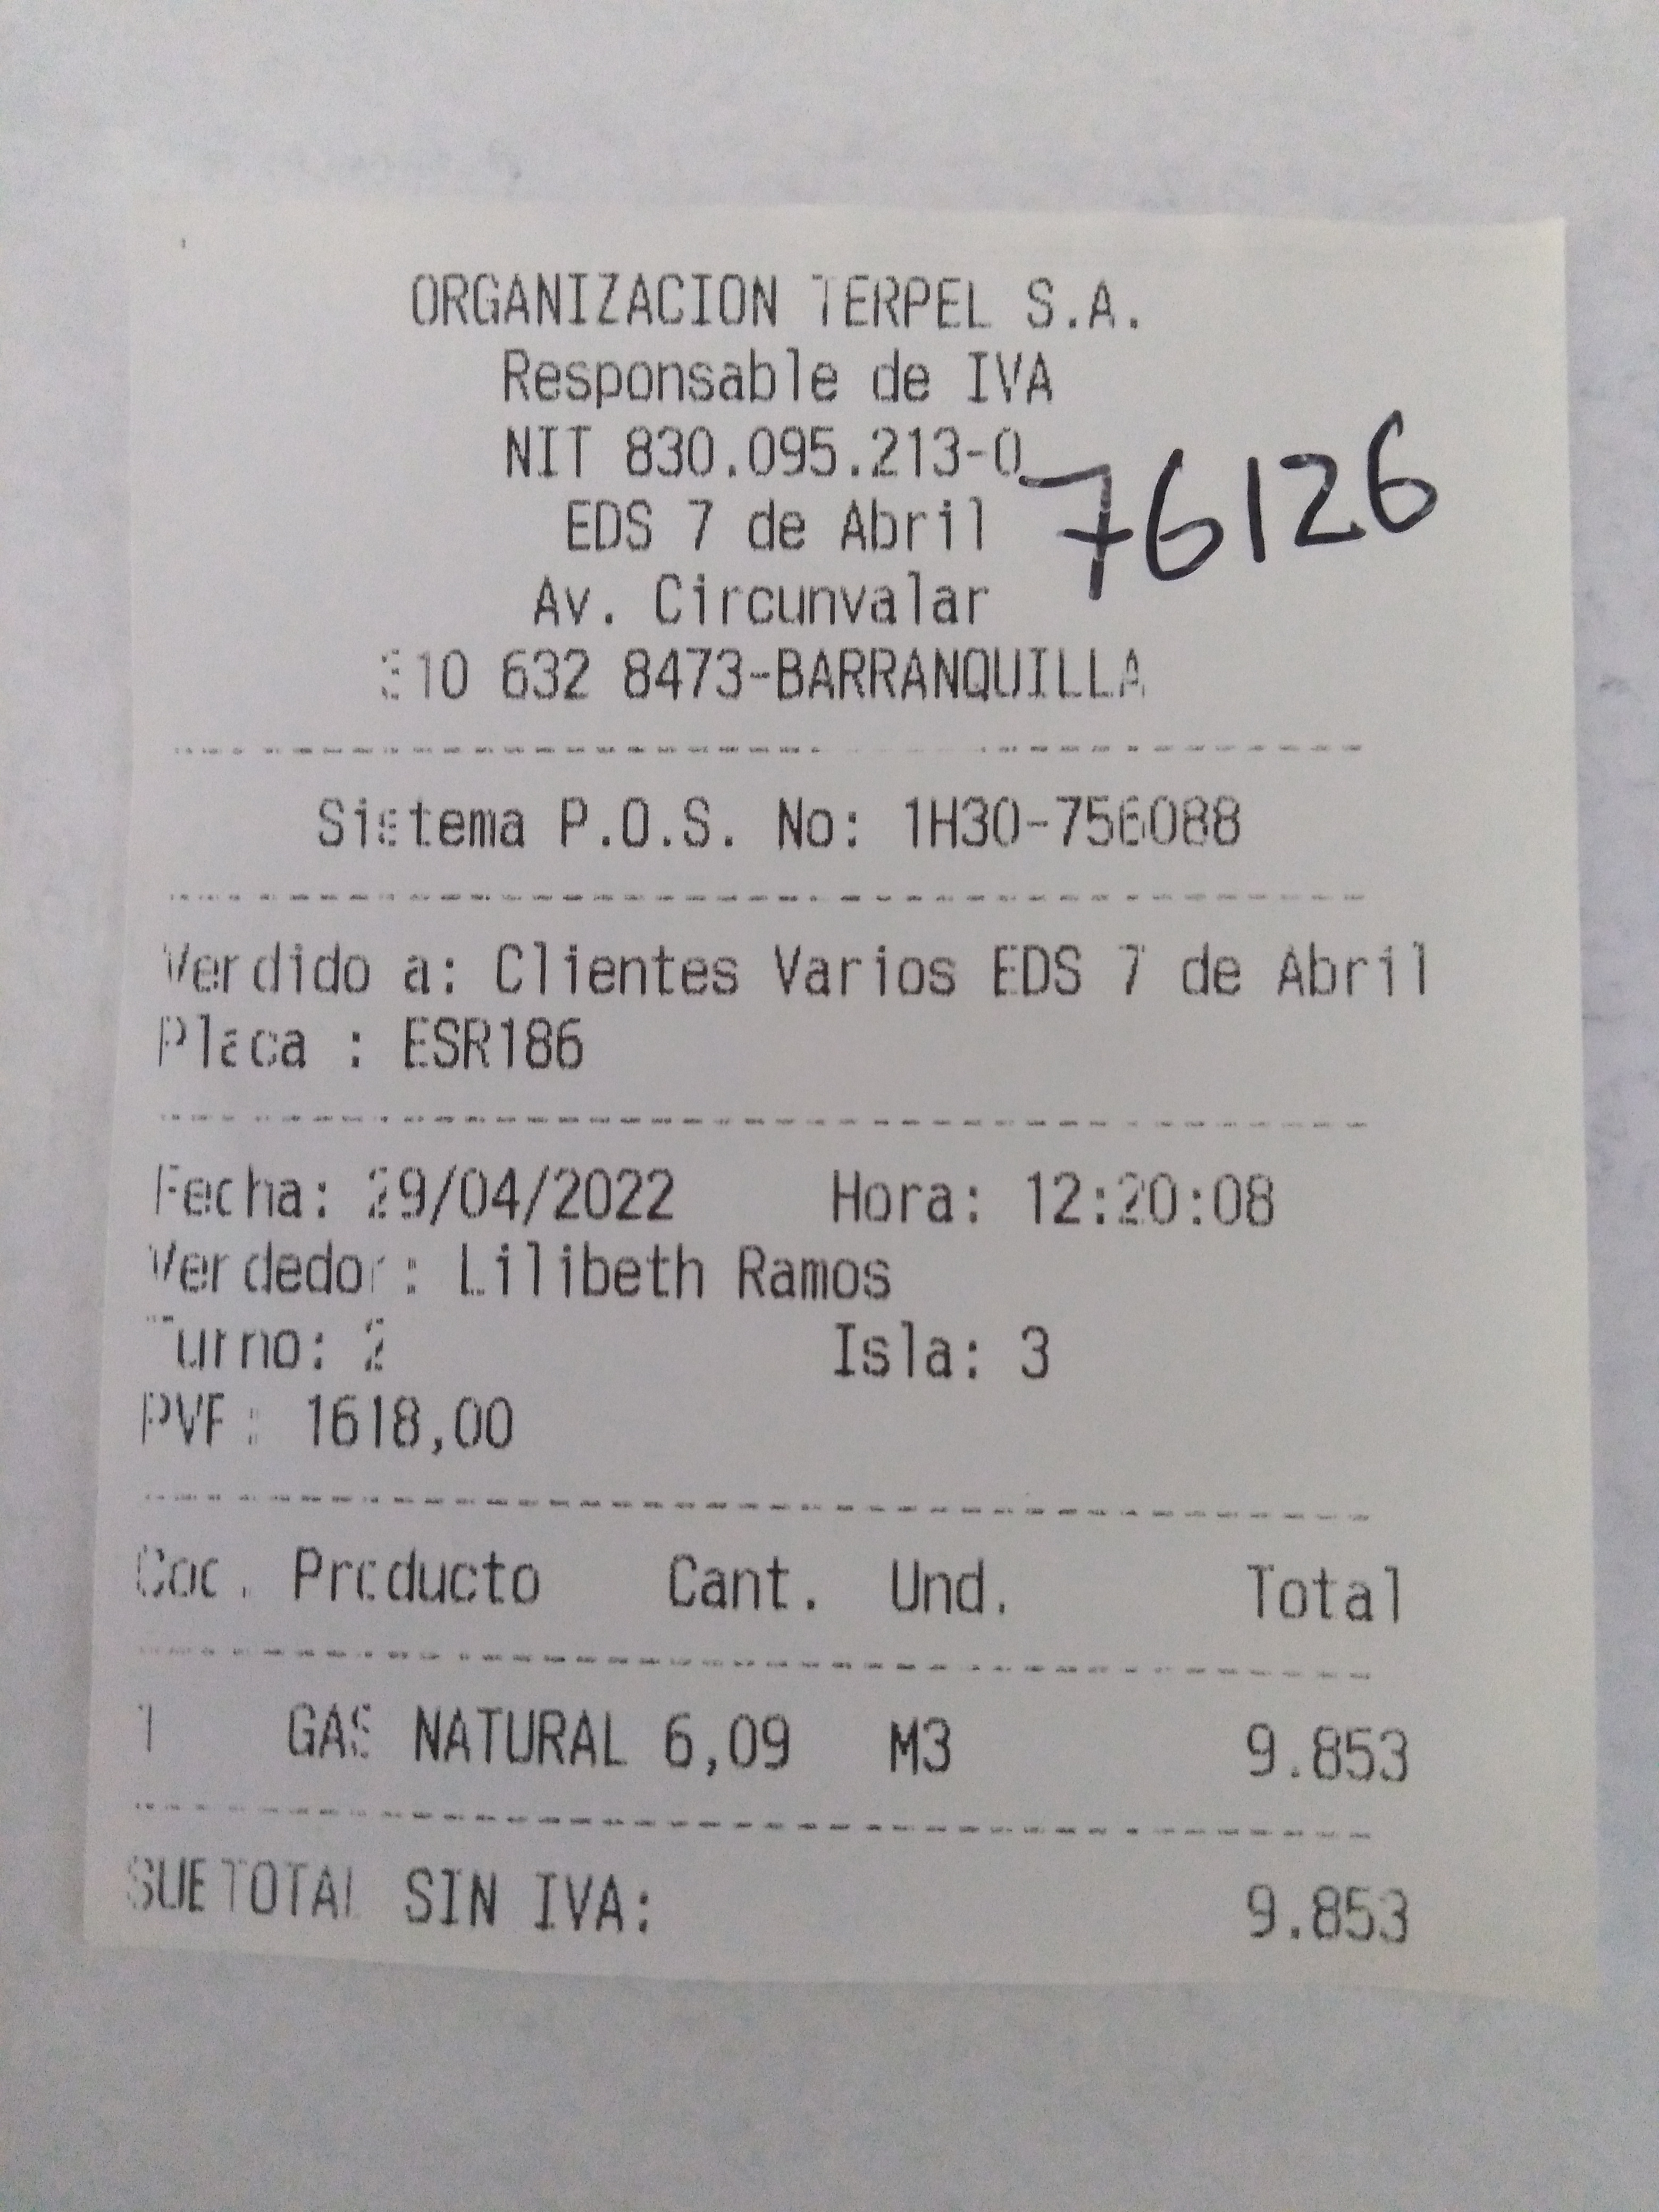 ORGANIZACION TERPEL S.A.
Responsable de IVA
NIT 830.095.213-0
76126
EDS 7 de Abril
Av. Circunvalar
310 632 8473-BARRANQUILLA
Sistema P.O.S. No: 1H30-756088
Vendido a: Clientes Varios EDS 7 de Abril
Placa : ESR186
Fecha: 29/04/2022 Hora: 12:20:08
Vendedor: Lilibeth Ramos
Turno: 2 Isla: 3
PVP: 1618,00
Cod. Producto Cant. Und. Total
1 GAS NATURAL 6,09 M3 9.853
SUBTOTAL SIN IVA: 9.853